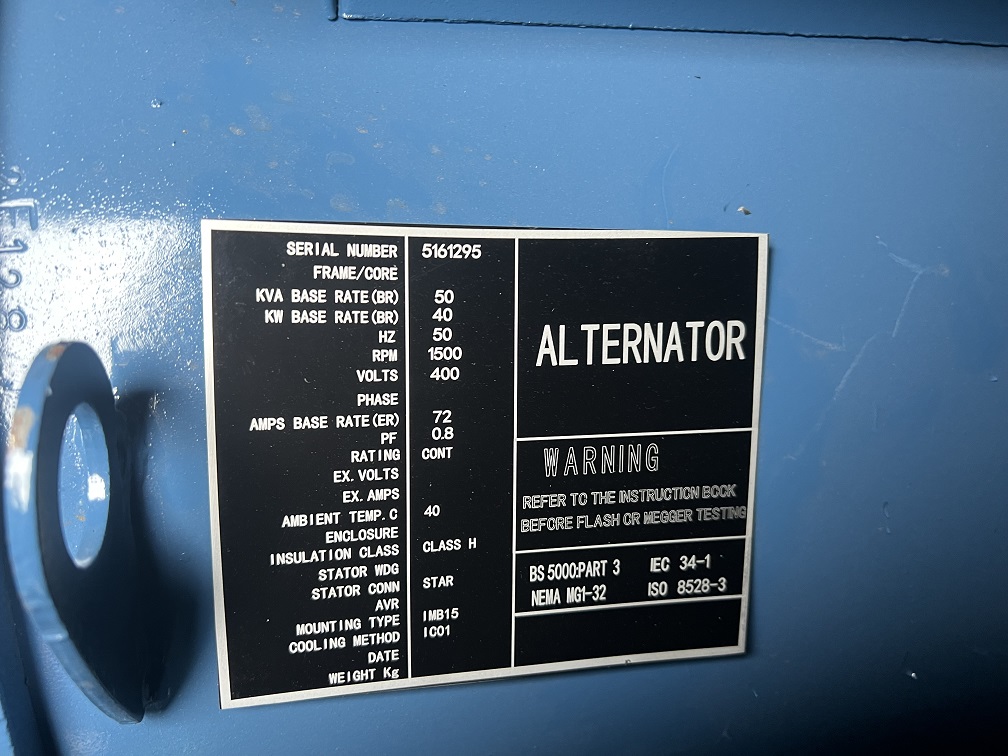 SERIAL NUMBER 5161295
FRAME/CORE
KVA BASE RATE(BR) 50
KW BASE RATE(BR) 40
HZ 50
RPM 1500
VOLTS 400
PHASE
AMPS BASE RATE(ER) 72
PF 0.8
RATING CONT
EX.VOLTS
EX.AMPS
AMBIENT TEMP.C 40
ENCLOSURE
INSULATION CLASS CLASS H
STATOR WDG
STATOR CONN STAR
AVR
MOUNTING TYPE IMB15
COOLING METHOD IC01
DATE
WEIGHT Kg
ALTERNATOR
WARNING
REFER TO THE INSTRUCTION BOOK
BEFORE FLASH OR MEGGER TESTING
BS 5000:PART 3 IEC 34-1
NEMA MG1-32 ISO 8528-3